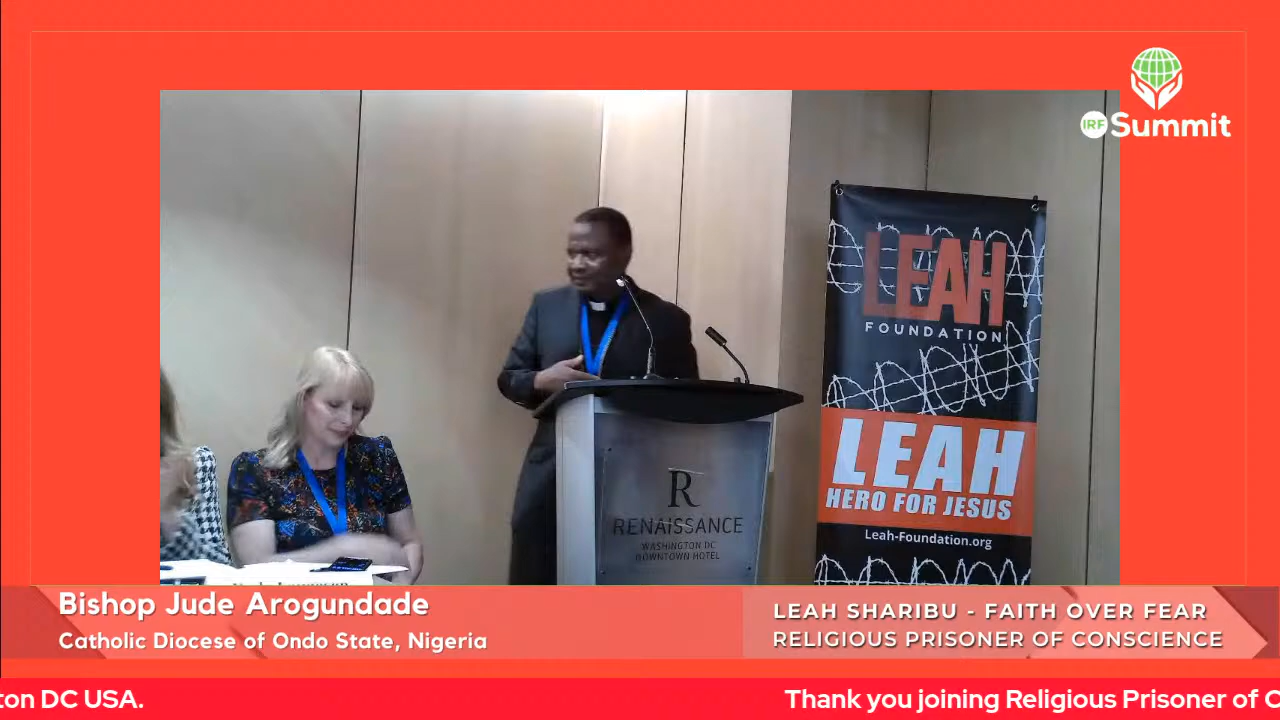 IRF Summit
LEAH
FOUNDATION
LEAH
HERO FOR JESUS
Leah-Foundation.org
R
RENAISSANCE
WASHINGTON DC
DOWNTOWN HOTEL
Bishop Jude Arogundade
Catholic Diocese of Ondo State, Nigeria
LEAH SHARIBU - FAITH OVER FEAR
RELIGIOUS PRISONER OF CONSCIENCE
ton DC USA.
Thank you joining Religious Prisoner of C